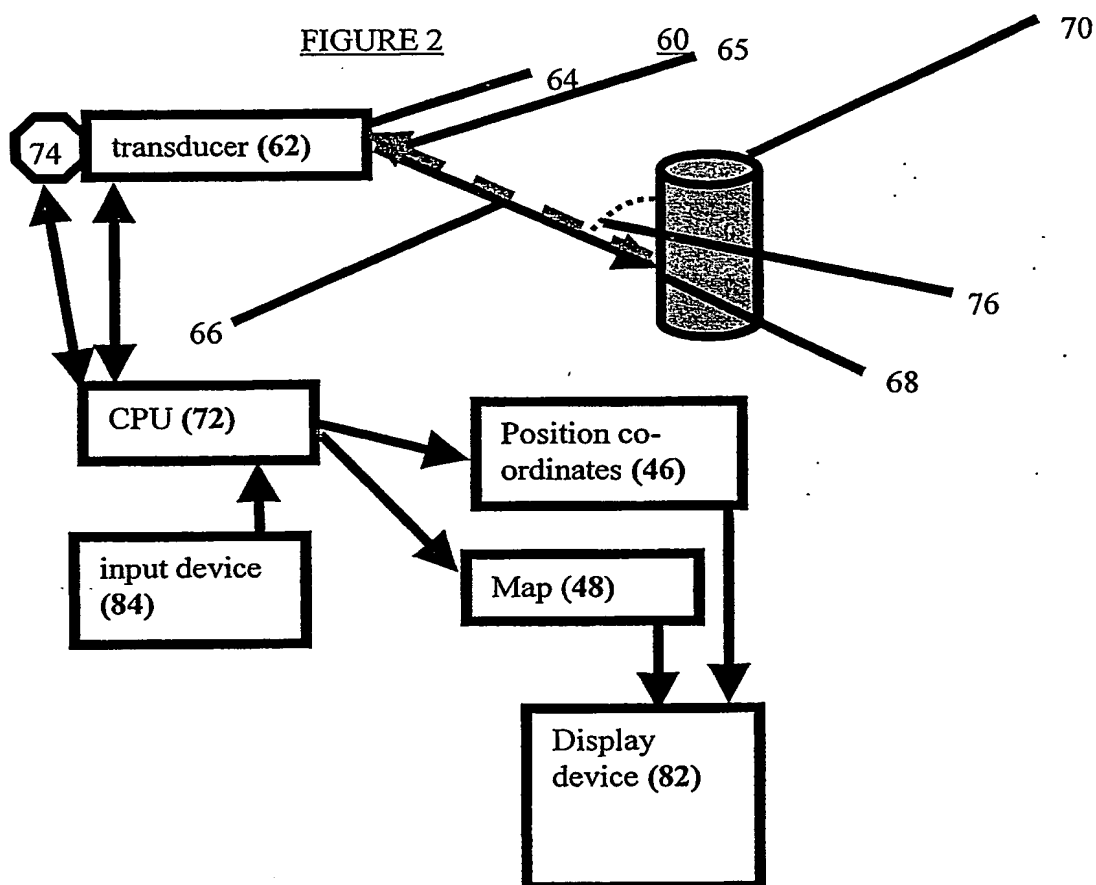 FIGURE 2
60
65
70
64
74
transducer (62)
76
66
68
CPU (72)
Position co-
ordinates (46)
input device
(84)
Map (48)
Display
device (82)